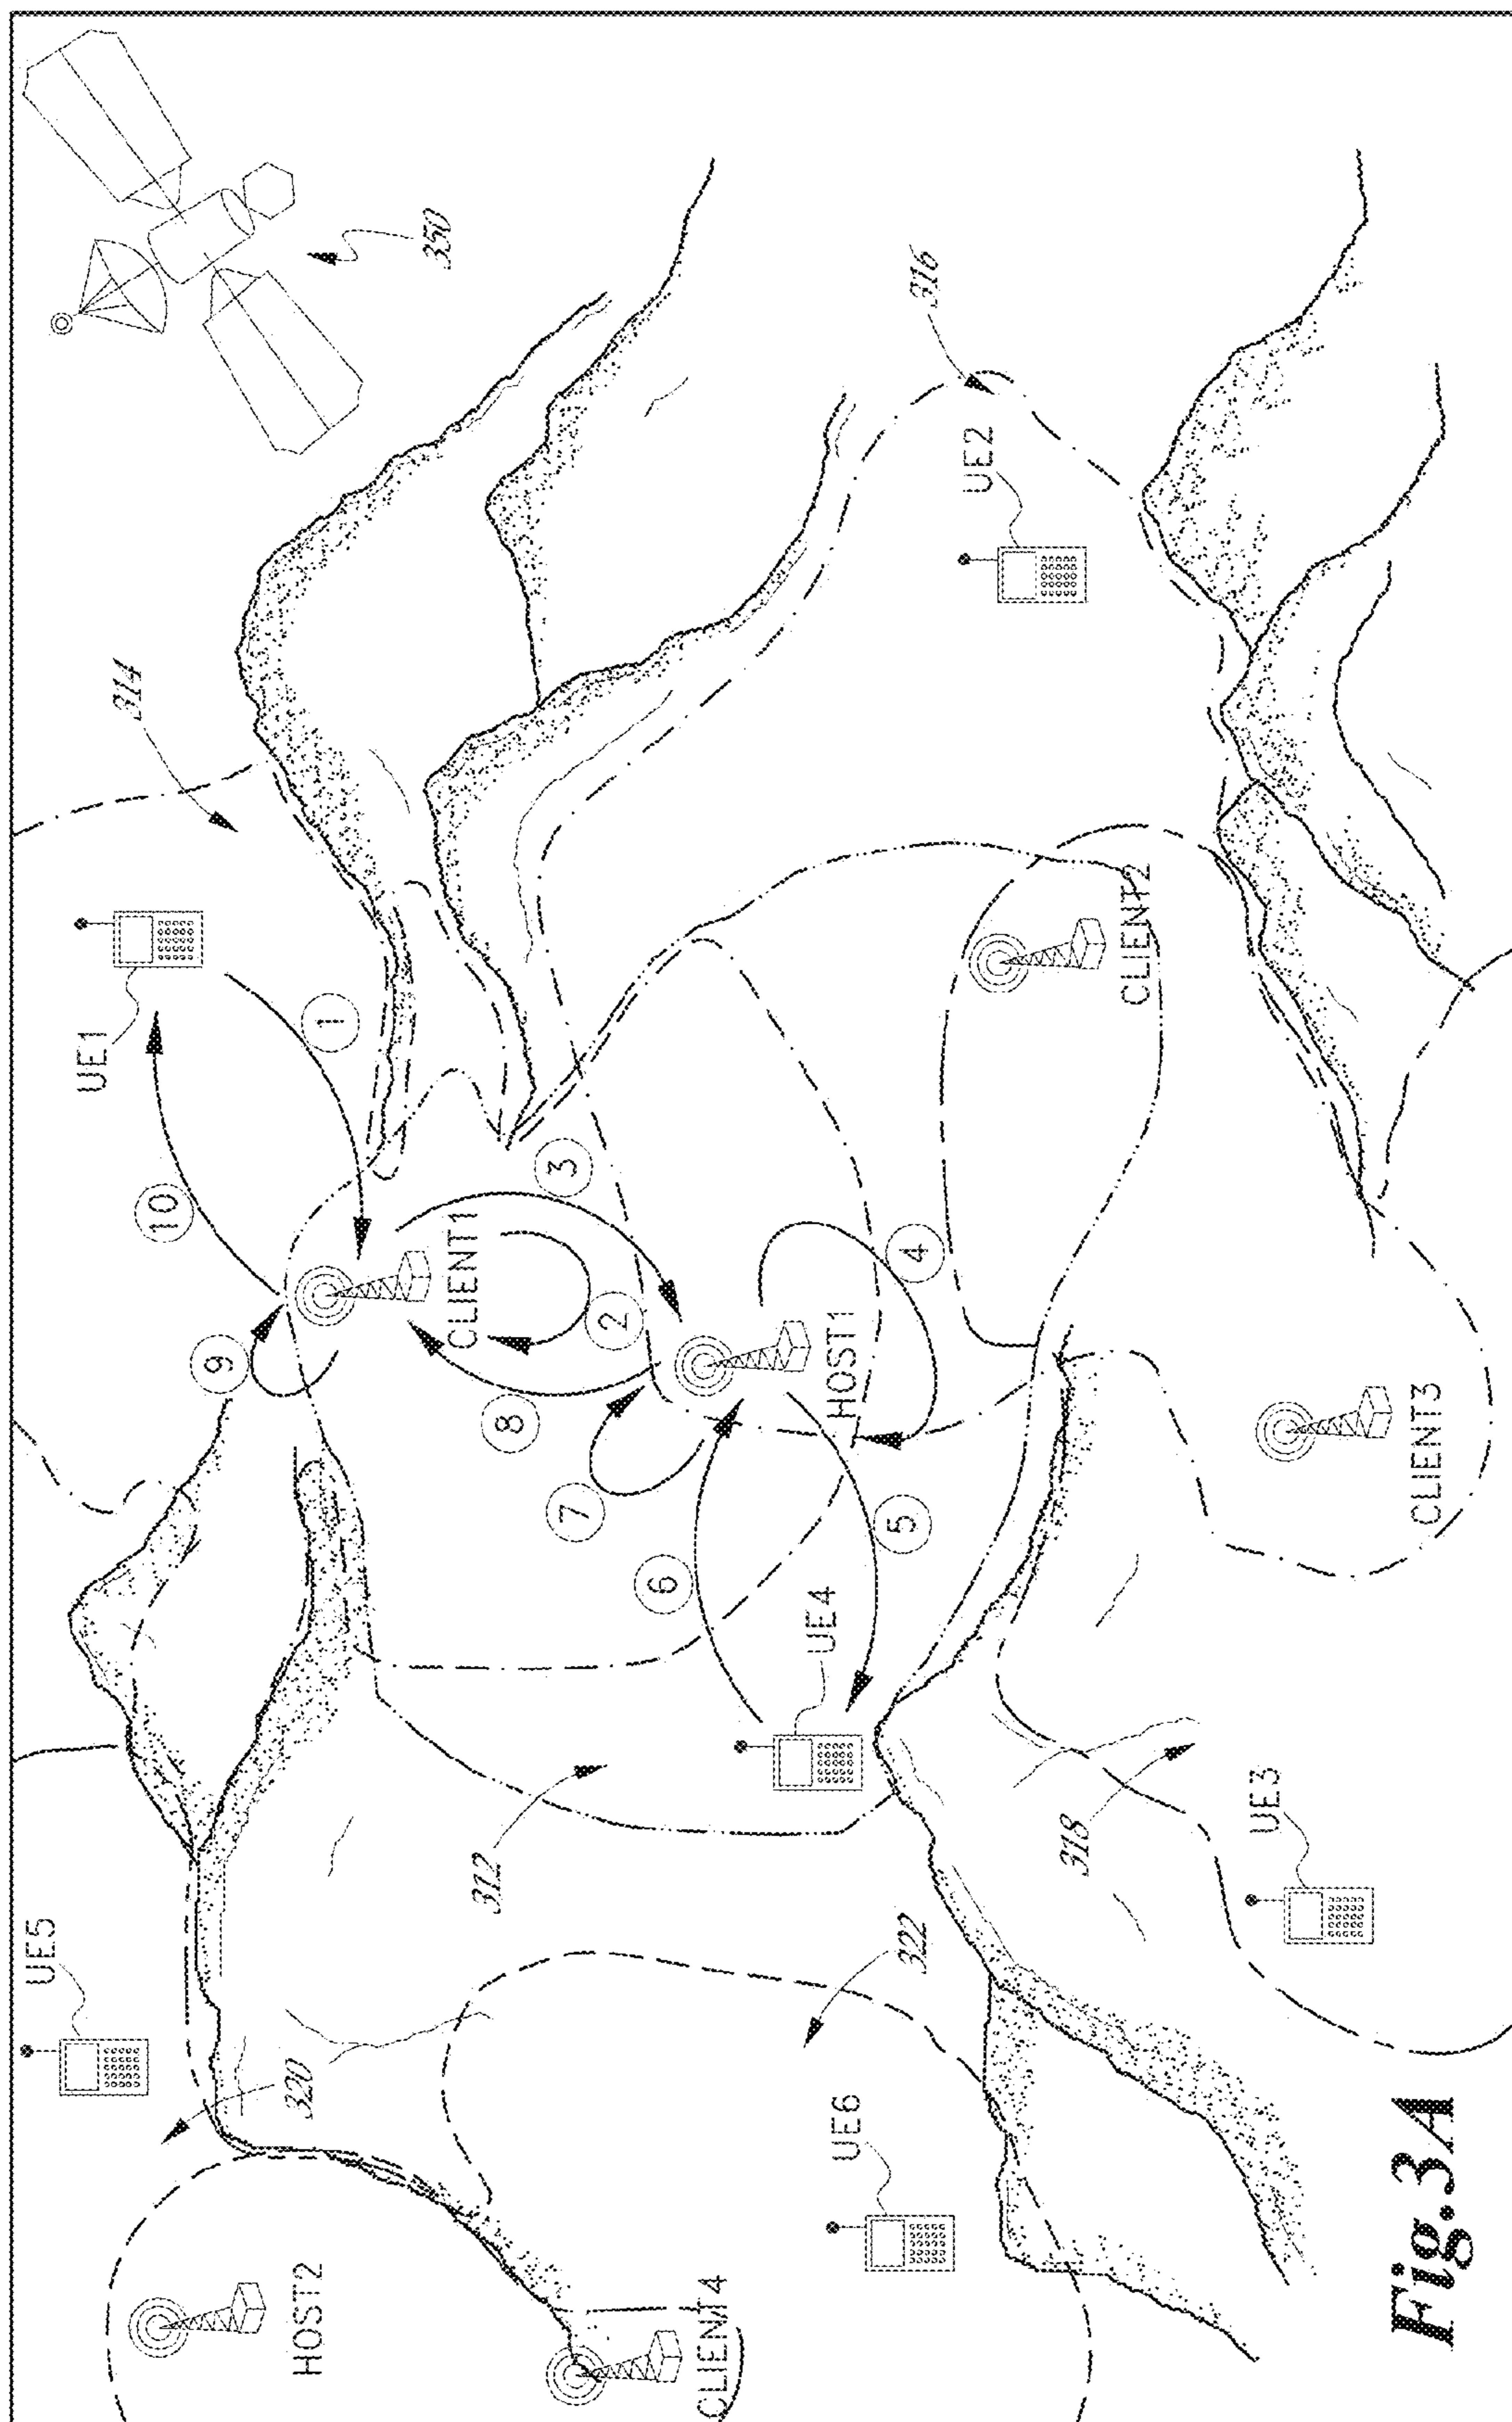 HOST2
320
UE5
UE1
314
350
10
1
9
CLIENT1
CLIENT4
312
8
2
3
7
6
UE6
322
UE4
5
HOST1
4
UE2
316
318
CLIENT2
UE3
CLIENT3
Fig.3A